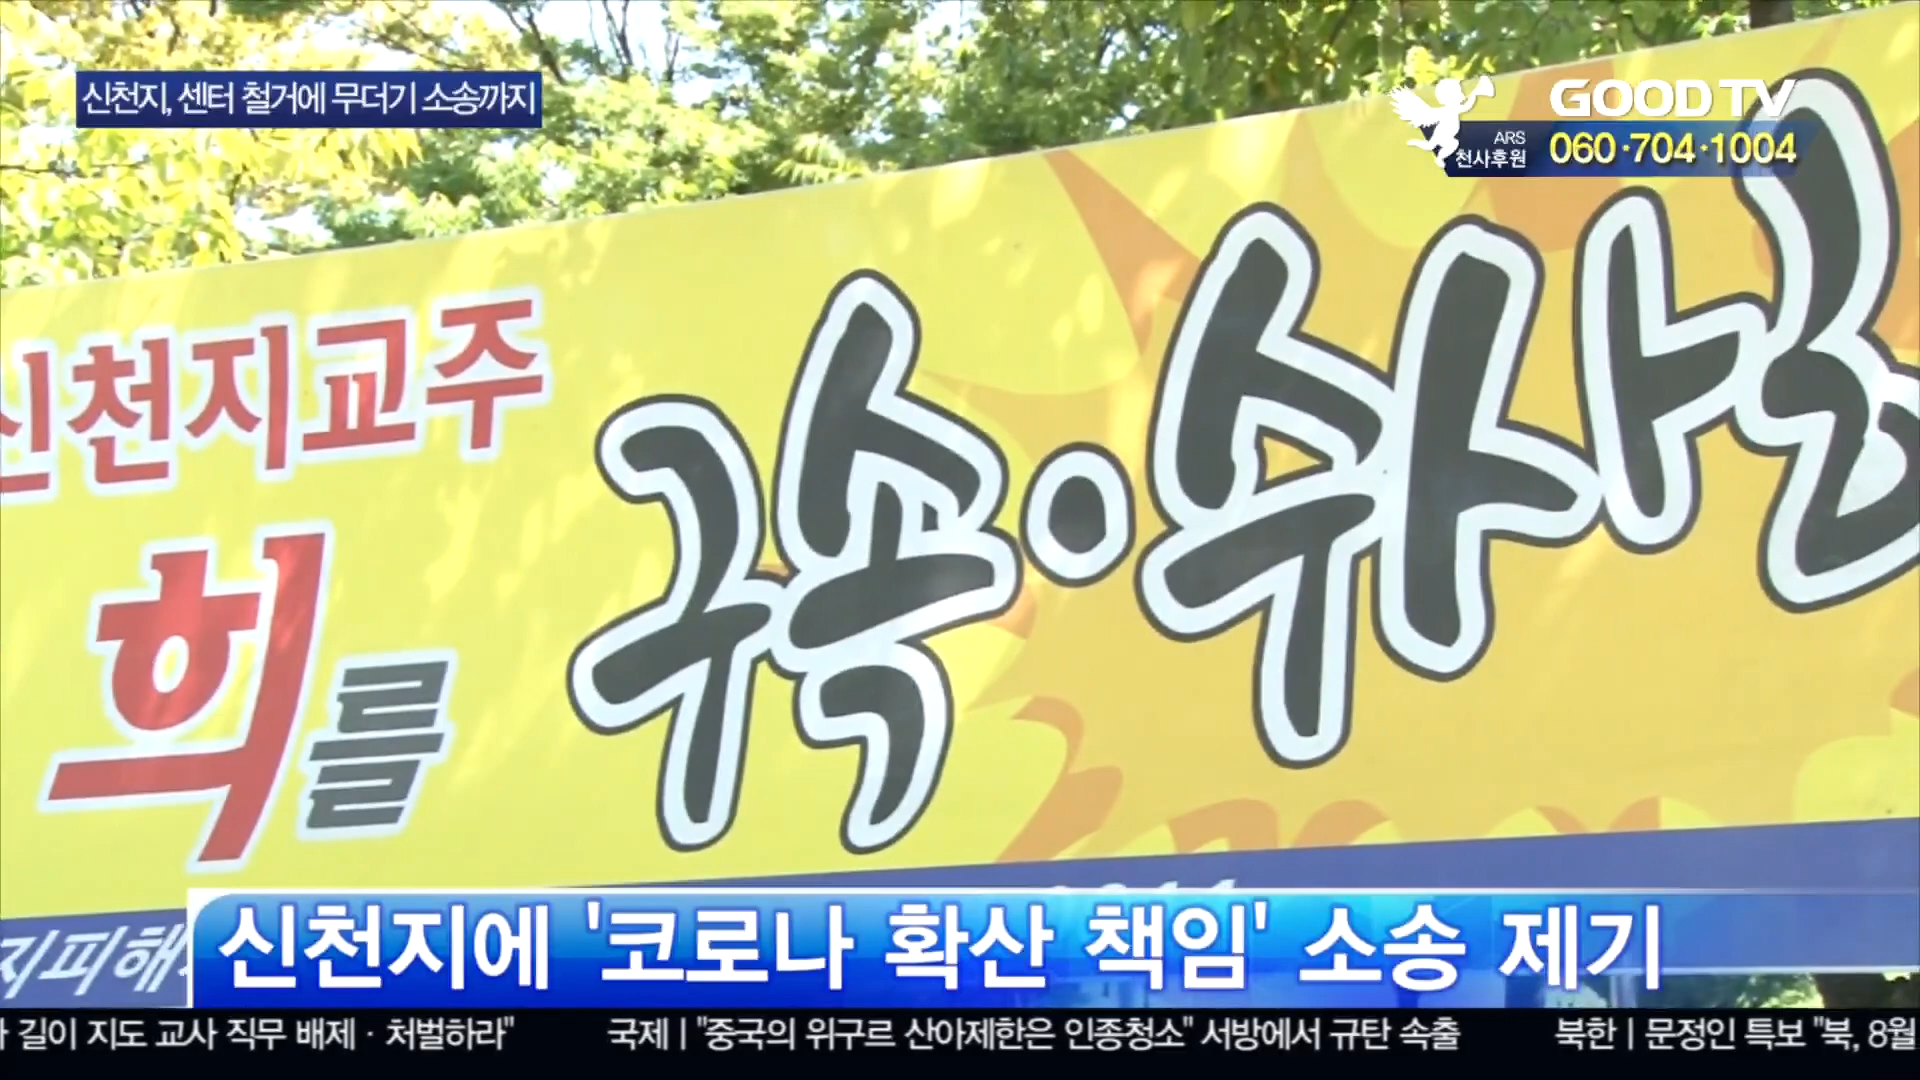 신천지, 센터 철거에 무더기 소송까지
GOOD TV
ARS
천사후원
060·704·1004
신천지교주
희를
구속·수사
지피해
신천지에 '코로나 확산 책임' 소송 제기
길이 지도 교사 직무 배제· 처벌하라" 국제 | "중국의 위구르 산아제한은 인종청소" 서방에서 규탄 속출 북한 | 문정인 특보 "북, 8월